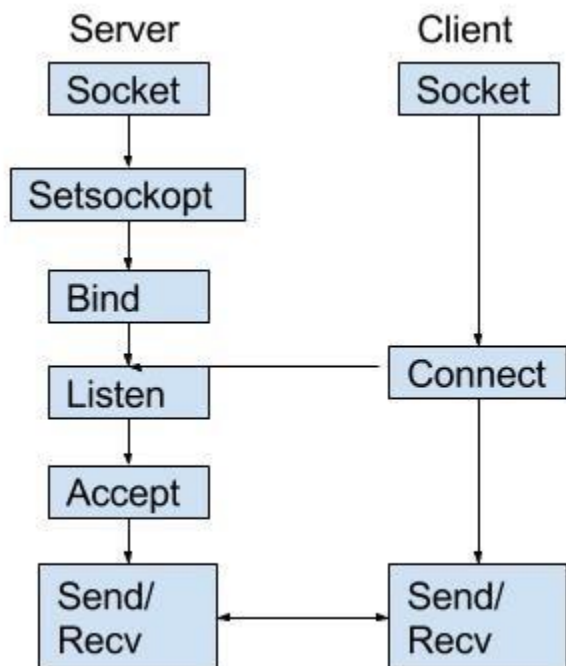 Server
Client
Socket
Socket
Setsockopt
Bind
Listen
Connect
Accept
Send/
Recv
Send/
Recv